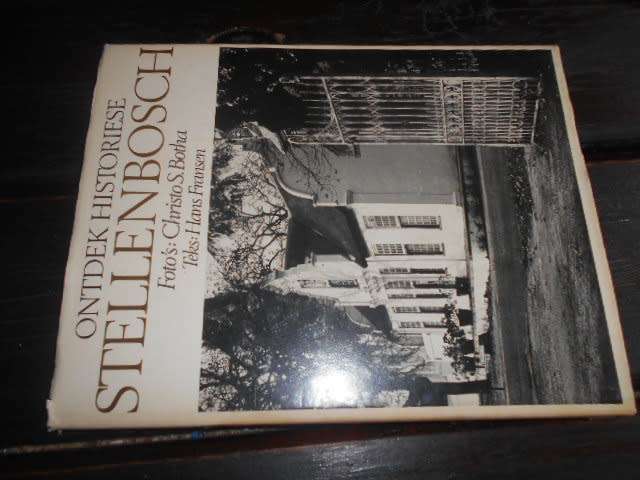 ONTDEK HISTORIESE
STELLENBOSCH
Foto's: Christo S. Botha
Teks: Hans Fransen